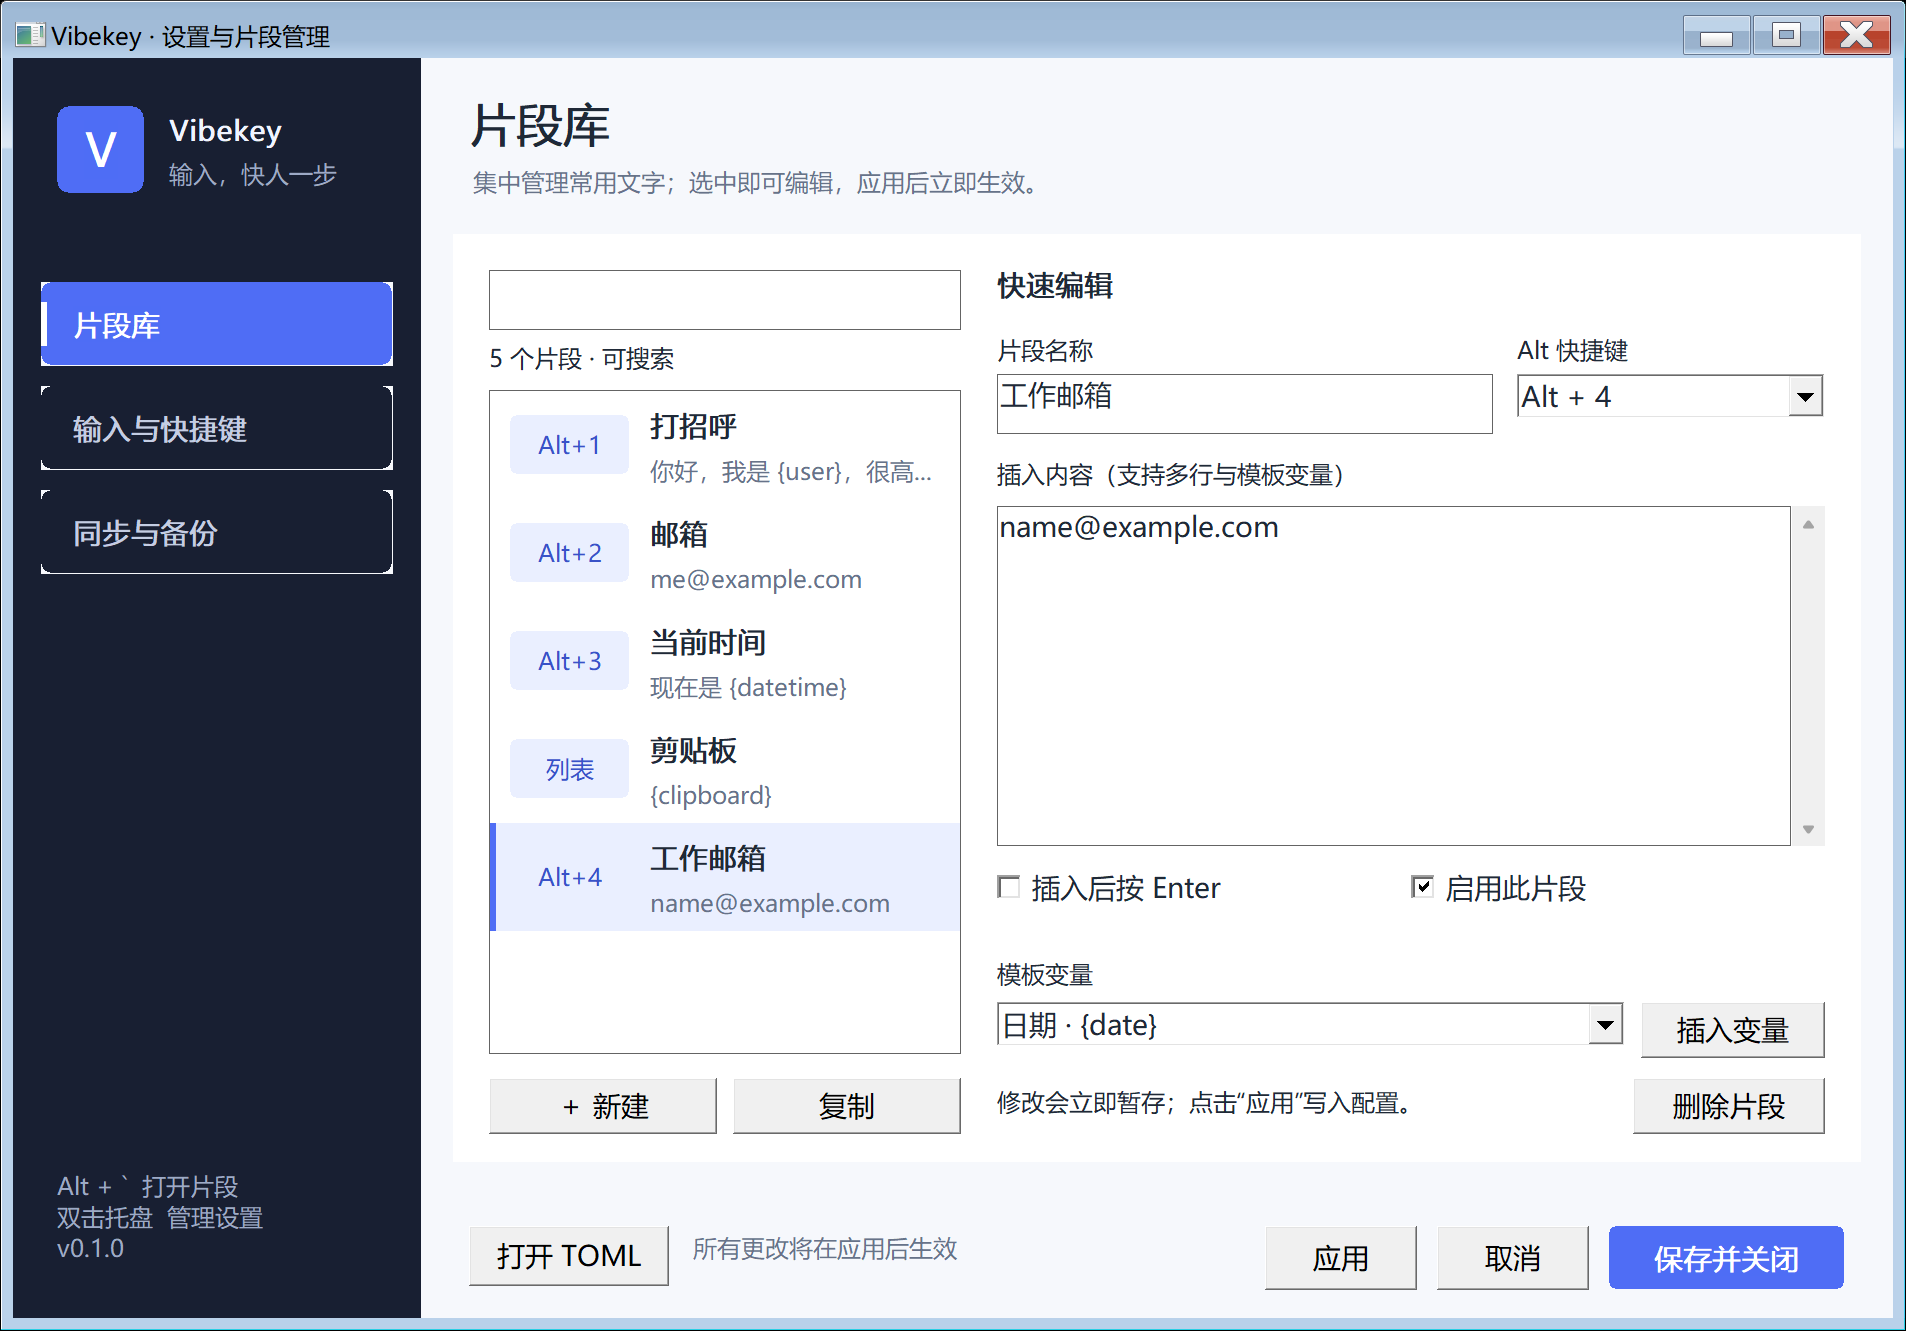 Vibekey · 设置与片段管理
V
Vibekey
输入，快人一步
片段库
输入与快捷键
同步与备份
Alt + ` 打开片段
双击托盘 管理设置
v0.1.0
片段库
集中管理常用文字；选中即可编辑，应用后立即生效。
5 个片段 · 可搜索
Alt+1
打招呼
你好，我是 {user}，很高...
Alt+2
邮箱
me@example.com
Alt+3
当前时间
现在是 {datetime}
列表
剪贴板
{clipboard}
Alt+4
工作邮箱
name@example.com
+ 新建
复制
快速编辑
片段名称
Alt 快捷键
工作邮箱
Alt + 4
插入内容（支持多行与模板变量）
name@example.com
插入后按 Enter
启用此片段
模板变量
日期 · {date}
插入变量
修改会立即暂存；点击“应用”写入配置。
删除片段
打开 TOML
所有更改将在应用后生效
应用
取消
保存并关闭